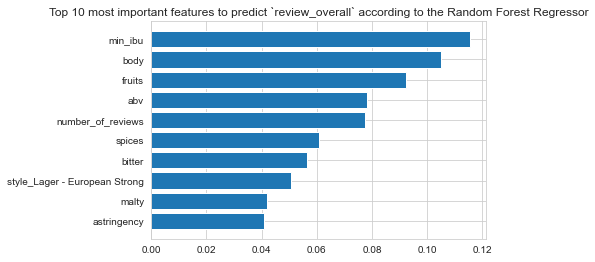 Top 10 most important features to predict `review_overall` according to the Random Forest Regressor
min_ibu
body
fruits
abv
number_of_reviews
spices
bitter
style_Lager - European Strong
malty
astringency
0.00 0.02 0.04 0.06 0.08 0.10 0.12